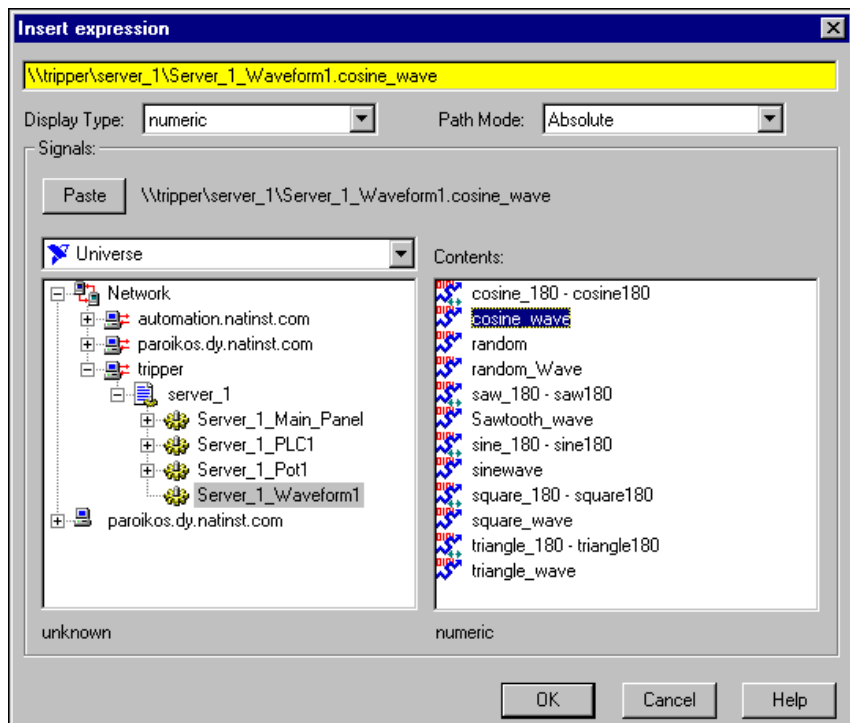 Insert expression
\\tripper\server_1\Server_1_Waveform1.cosine_wave
Display Type: numeric Path Mode: Absolute
Signals:
Paste \\tripper\server_1\Server_1_Waveform1.cosine_wave
Universe
Contents:
Network
automation.natinst.com
paroikos.dy.natinst.com
tripper
server_1
Server_1_Main_Panel
Server_1_PLC1
Server_1_Pot1
Server_1_Waveform1
paroikos.dy.natinst.com
cosine_180 - cosine180
cosine_wave
random
random_Wave
saw_180 - saw180
Sawtooth_wave
sine_180 - sine180
sinewave
square_180 - square180
square_wave
triangle_180 - triangle180
triangle_wave
unknown
numeric
OK Cancel Help